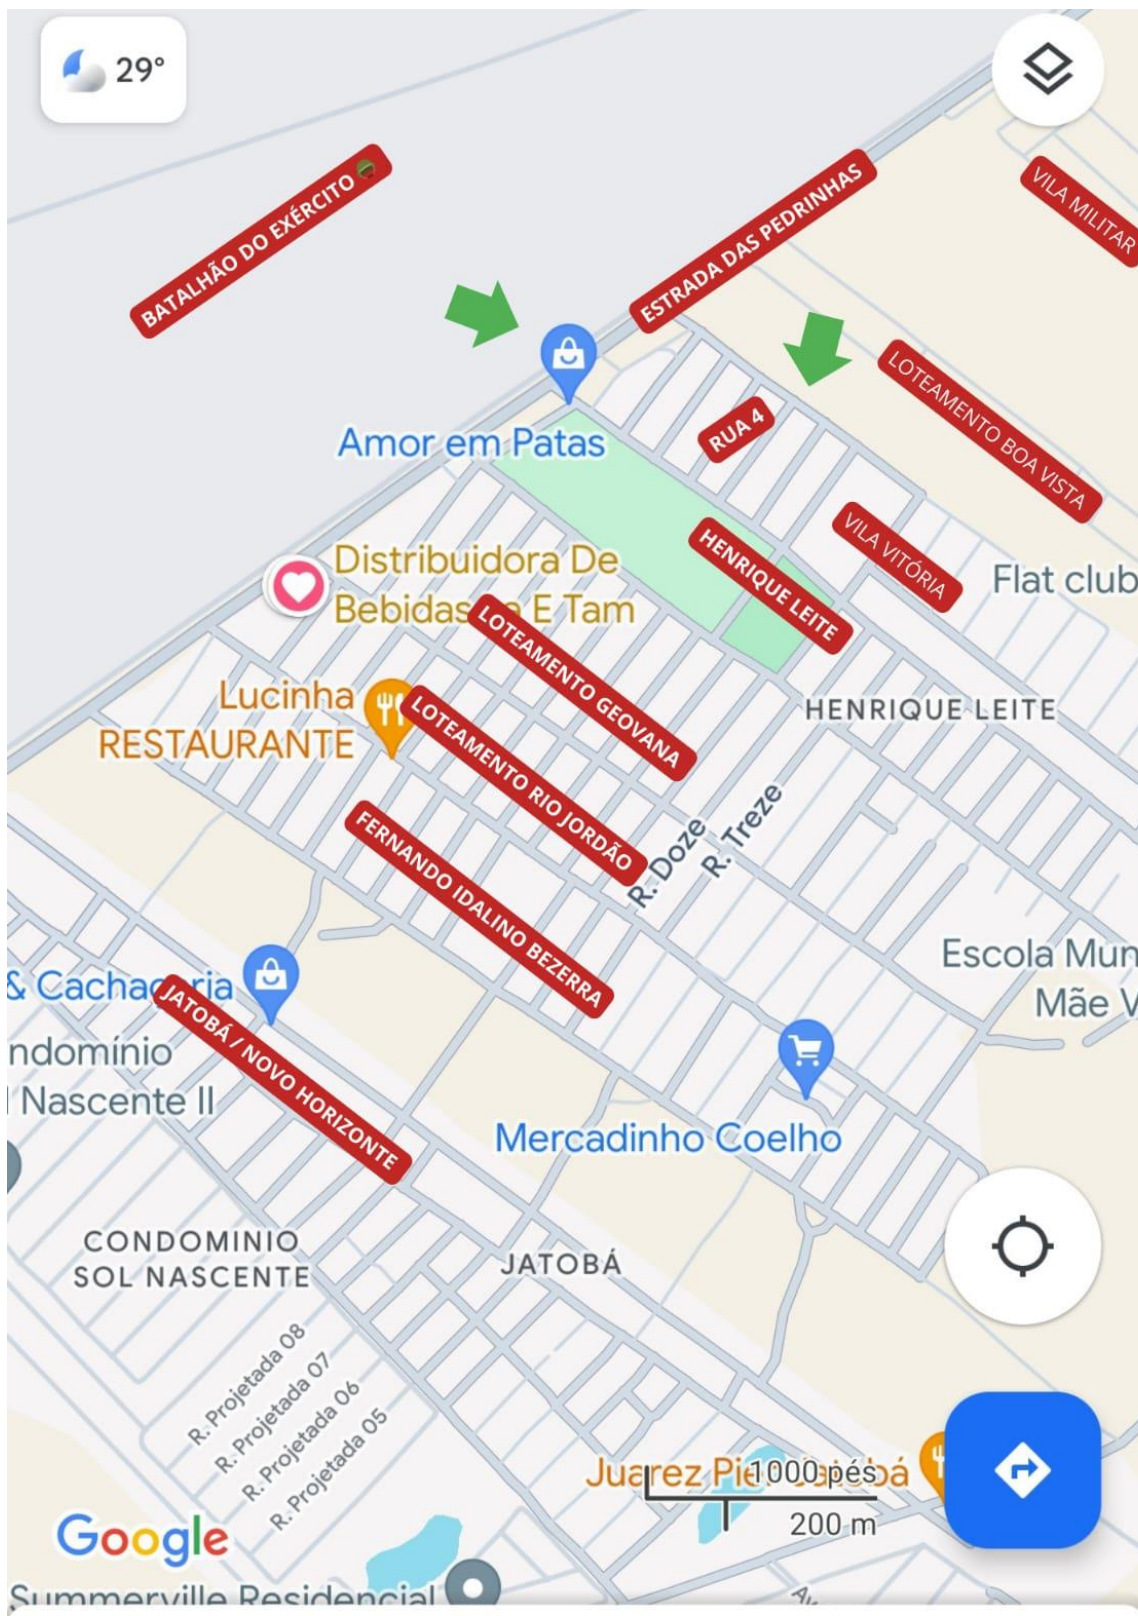 29°
BATALHÃO DO EXÉRCITO
ESTRADA DAS PEDRINHAS
VILA MILITAR
Amor em Patas
RUA 4
LOTEAMENTO BOA VISTA
HENRIQUE LEITE
VILA VITÓRIA
Flat club
Distribuidora De
Bebidas E Tam
LOTEAMENTO GEOVANA
Lucinha
RESTAURANTE
HENRIQUE LEITE
LOTEAMENTO RIO JORDÃO
R. Doze
R. Treze
FERNANDO IDALINO BEZERRA
Escola Mun
Mãe V
& Cachaçaria
JATOBÁ / NOVO HORIZONTE
ndomínio
Nascente II
Mercadinho Coelho
CONDOMINIO
SOL NASCENTE
JATOBÁ
R. Projetada 08
R. Projetada 07
R. Projetada 06
R. Projetada 05
Juarez
1000 pés
200 m
Google
Summerville Residencial
Av